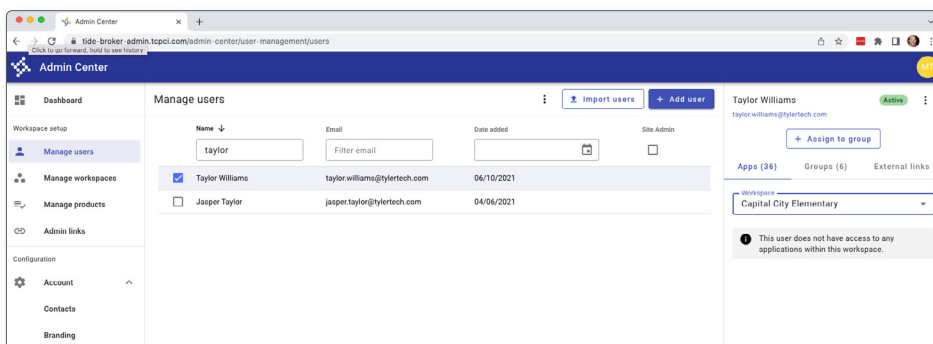 Admin Center
tide-broker-admin.tcpci.com/admin-center/user-management/users
Click to go forward, hold to see history
Admin Center
MT
Dashboard
Workspace setup
Manage users
Manage workspaces
Manage products
Admin links
Configuration
Account
Contacts
Branding
Manage users
Import users
+ Add user
Name
Email
Date added
Site Admin
taylor
Filter email
Taylor Williams taylor.williams@tylertech.com 06/10/2021
Jasper Taylor jasper.taylor@tylertech.com 04/06/2021
Taylor Williams
Active
taylor.williams@tylertech.com
+ Assign to group
Apps (36) Groups (6) External links
Workspace
Capital City Elementary
This user does not have access to any
applications within this workspace.